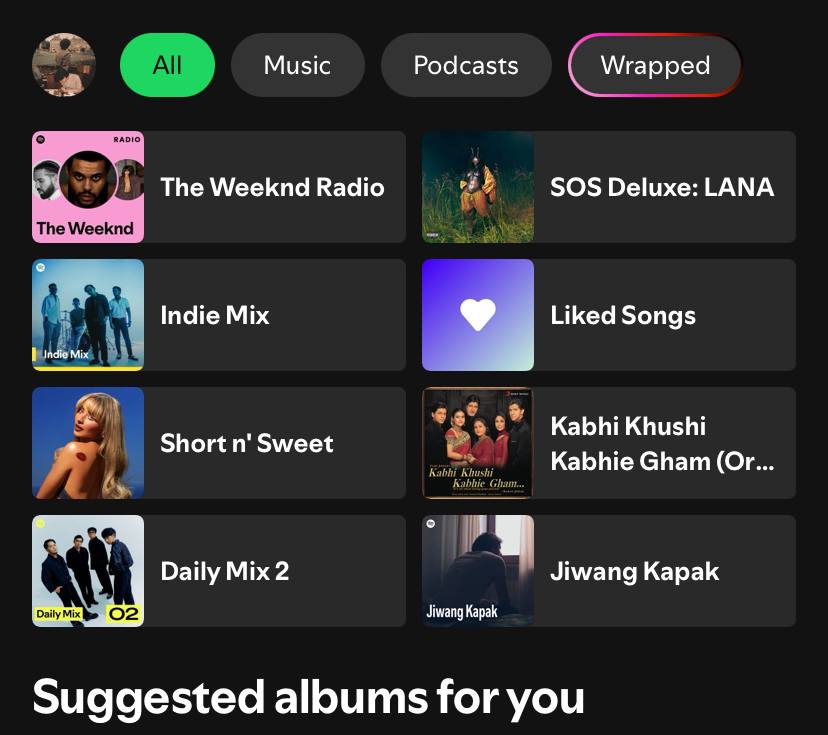 All
Music
Podcasts
Wrapped
RADIO
The Weeknd
The Weeknd Radio
SOS Deluxe: LANA
Indie Mix
Indie Mix
Liked Songs
Short n' Sweet
Kabhi Khushi
Kabhie Gham...
Kabhi Khushi
Kabhie Gham (Or...
Daily Mix
02
Daily Mix 2
Jiwang Kapak
Jiwang Kapak
Suggested albums for you